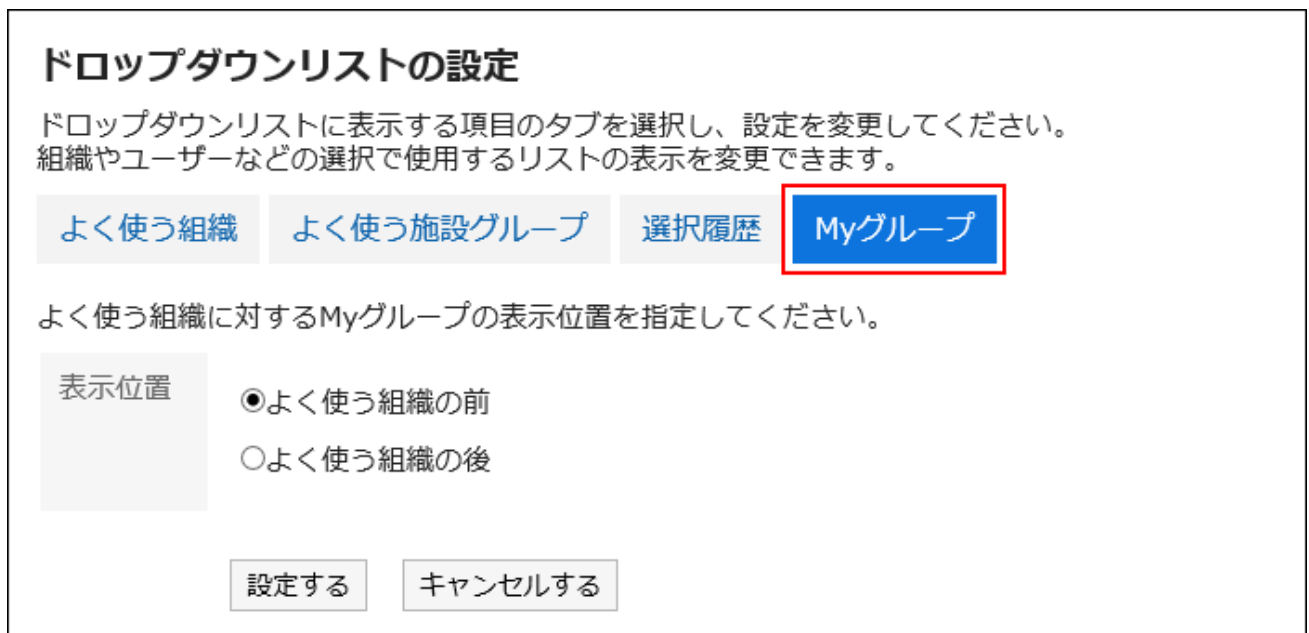 ドロップダウンリストの設定
ドロップダウンリストに表示する項目のタブを選択し、設定を変更してください。
組織やユーザーなどの選択で使用するリストの表示を変更できます。
よく使う組織 よく使う施設グループ 選択履歴 Myグループ
よく使う組織に対するMyグループの表示位置を指定してください。
表示位置
よく使う組織の前
よく使う組織の後
設定する キャンセルする